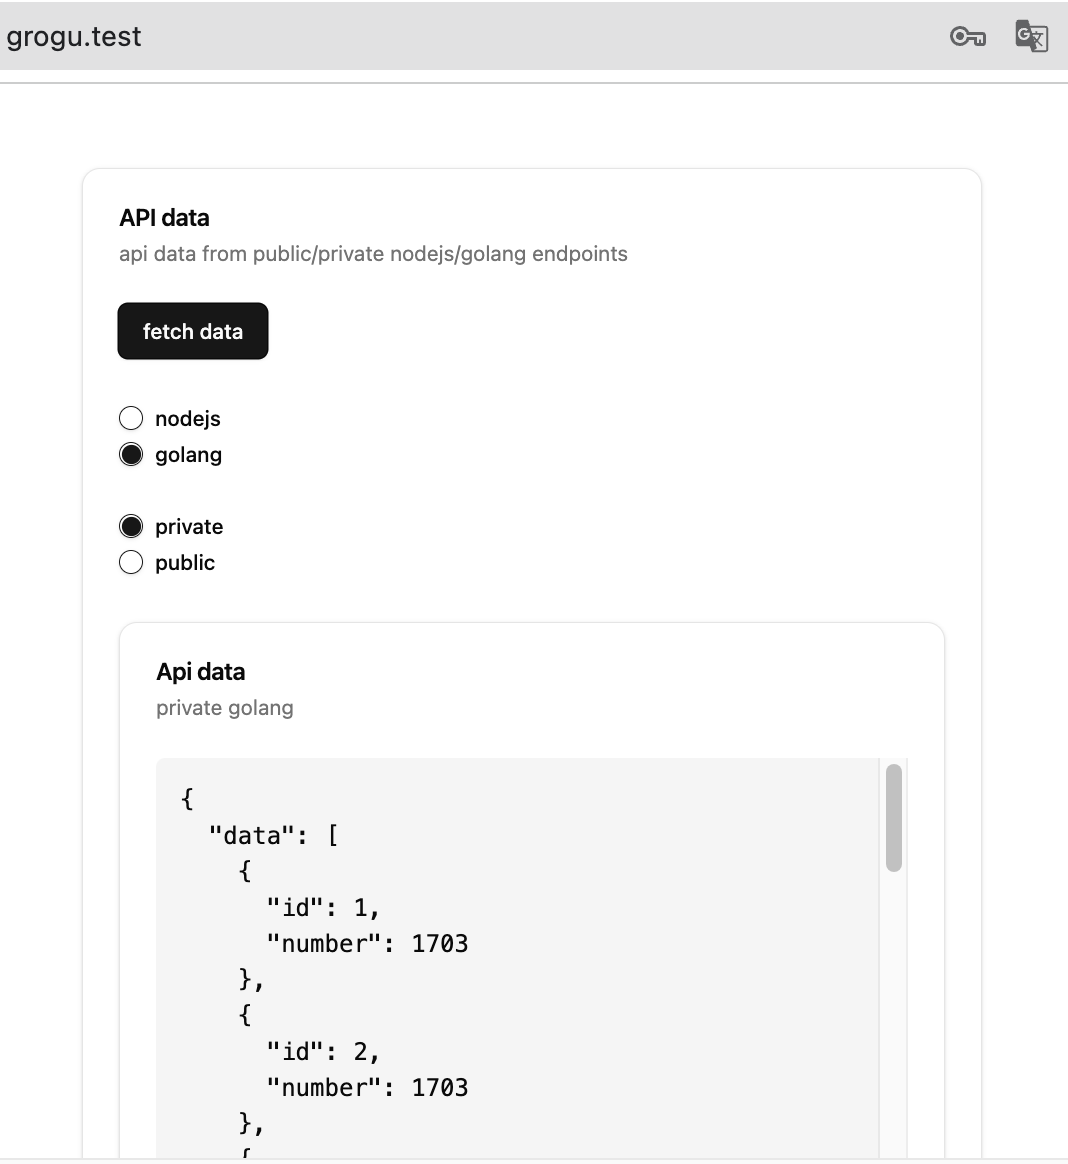 grogu.test
API data
api data from public/private nodejs/golang endpoints
fetch data
nodejs
golang
private
public
Api data
private golang
{
  "data": [
    {
      "id": 1,
      "number": 1703
    },
    {
      "id": 2,
      "number": 1703
    },
    {